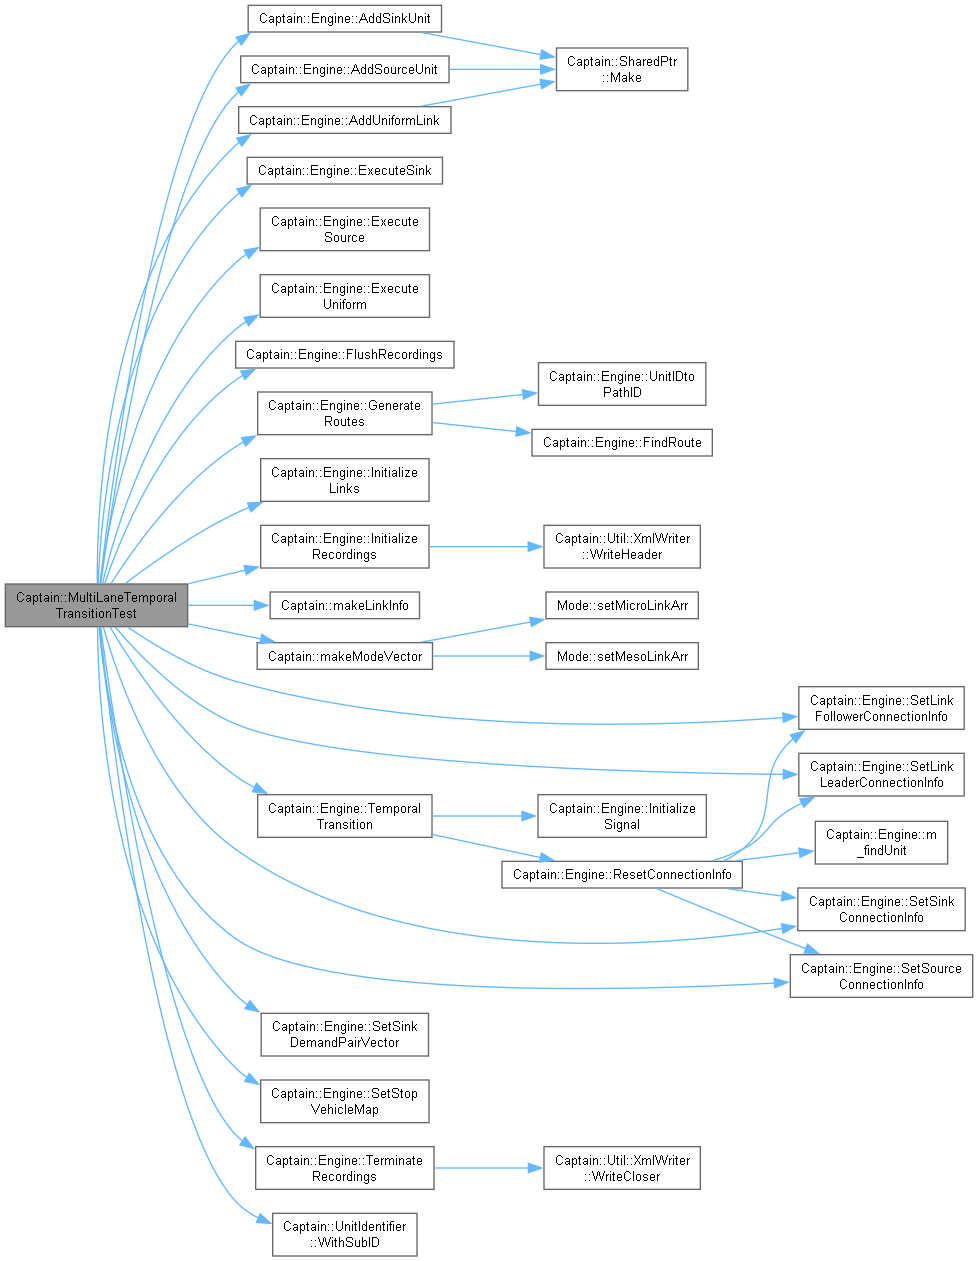 Captain::Engine::AddSinkUnit
Captain::SharedPtr
::Make
Captain::Engine::AddSourceUnit
Captain::Engine::AddUniformLink
Captain::Engine::ExecuteSink
Captain::Engine::Execute
Source
Captain::Engine::Execute
Uniform
Captain::Engine::FlushRecordings
Captain::Engine::UnitIDto
PathID
Captain::Engine::Generate
Routes
Captain::Engine::FindRoute
Captain::Engine::Initialize
Links
Captain::Engine::Initialize
Recordings
Captain::Util::XmlWriter
::WriteHeader
Captain::MultiLaneTemporal
TransitionTest
Captain::makeLinkInfo
Mode::setMicroLinkArr
Captain::makeModeVector
Mode::setMesoLinkArr
Captain::Engine::SetLink
FollowerConnectionInfo
Captain::Engine::SetLink
LeaderConnectionInfo
Captain::Engine::Temporal
Transition
Captain::Engine::Initialize
Signal
Captain::Engine::m
_findUnit
Captain::Engine::ResetConnectionInfo
Captain::Engine::SetSink
ConnectionInfo
Captain::Engine::SetSource
ConnectionInfo
Captain::Engine::SetSink
DemandPairVector
Captain::Engine::SetStop
VehicleMap
Captain::Engine::Terminate
Recordings
Captain::Util::XmlWriter
::WriteCloser
Captain::UnitIdentifier
::WithSubID